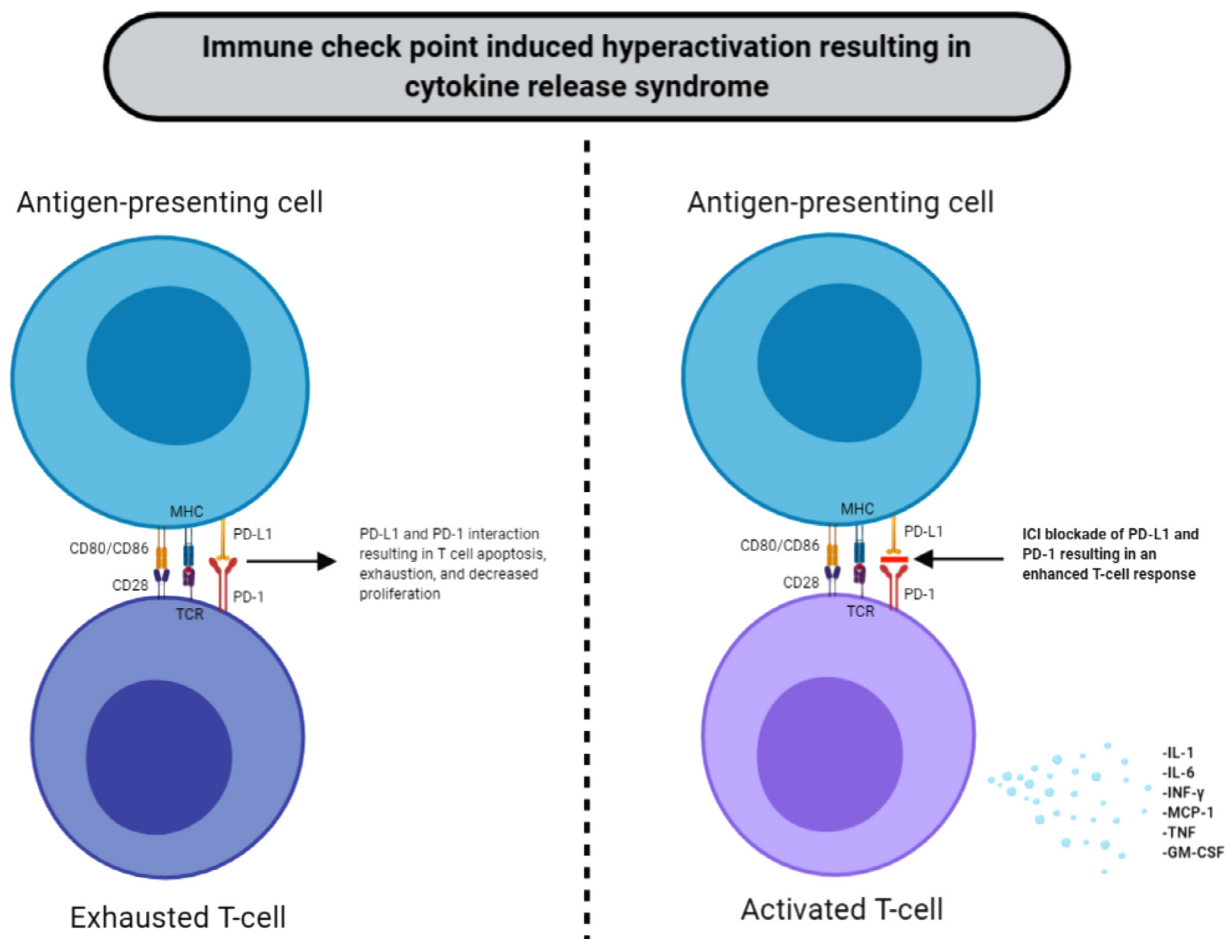 Immune check point induced hyperactivation resulting in
cytokine release syndrome
Antigen-presenting cell
MHC
PD-L1
CD80/CD86
CD28
PD-1
TCR
PD-L1 and PD-1 interaction
resulting in T cell apoptosis,
exhaustion, and decreased
proliferation
Exhausted T-cell
Antigen-presenting cell
MHC
PD-L1
CD80/CD86
CD28
PD-1
TCR
ICI blockade of PD-L1 and
PD-1 resulting in an
enhanced T-cell response
-IL-1
-IL-6
-INF-γ
-MCP-1
-TNF
-GM-CSF
Activated T-cell